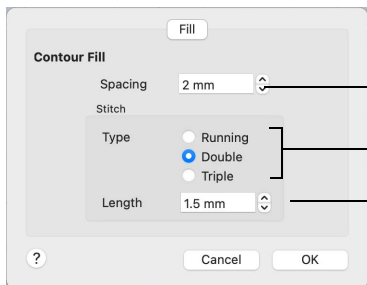 Fill
Contour Fill
Spacing 2 mm
Stitch
Type Running
Double
Triple
Length 1.5 mm
? Cancel OK